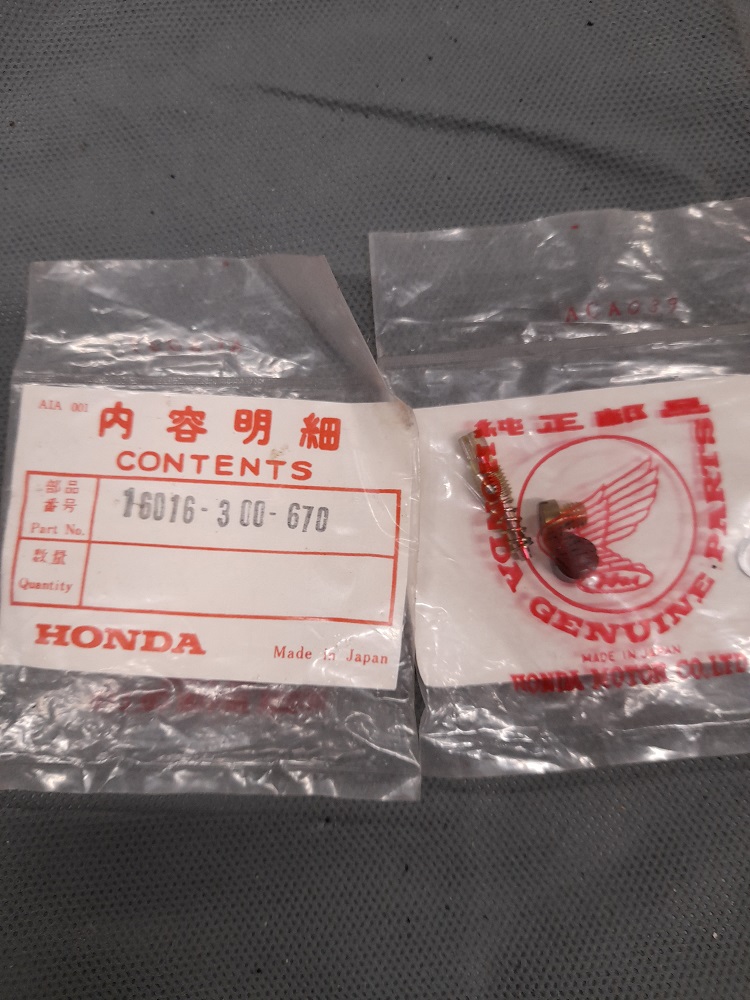 AIA 001
内容明細
CONTENTS
部品
番号
Part No.
16016-300-670
数量
Quantity
HONDA
Made in Japan
ACA039
純正部品
HONDA GENUINE PARTS
MADE IN JAPAN
HONDA MOTOR CO.,LTD